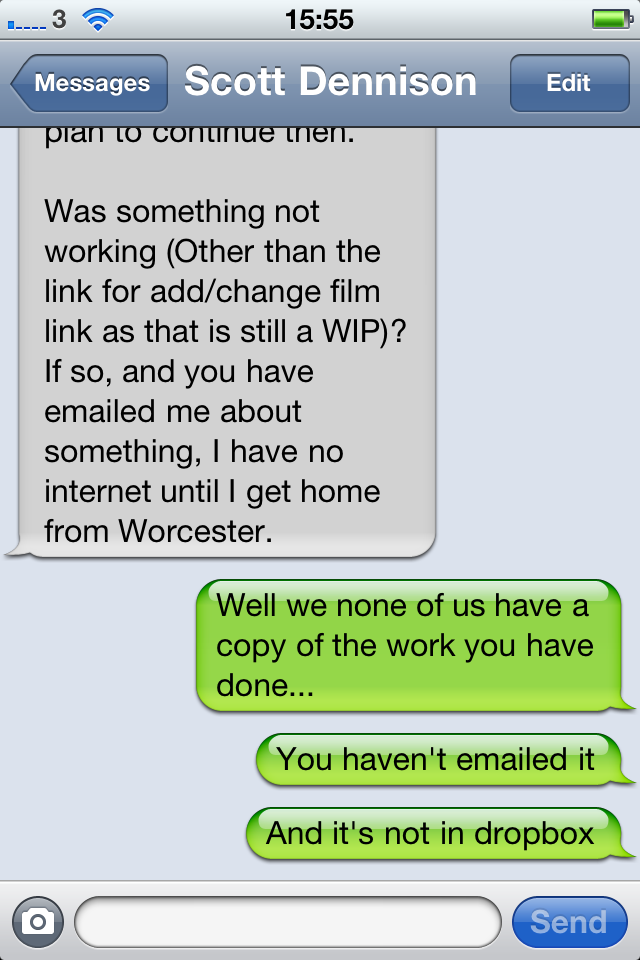 3 15:55
Messages Scott Dennison Edit
plan to continue then.
Was something not
working (Other than the
link for add/change film
link as that is still a WIP)?
If so, and you have
emailed me about
something, I have no
internet until I get home
from Worcester.
Well we none of us have a
copy of the work you have
done...
You haven't emailed it
And it's not in dropbox
Send